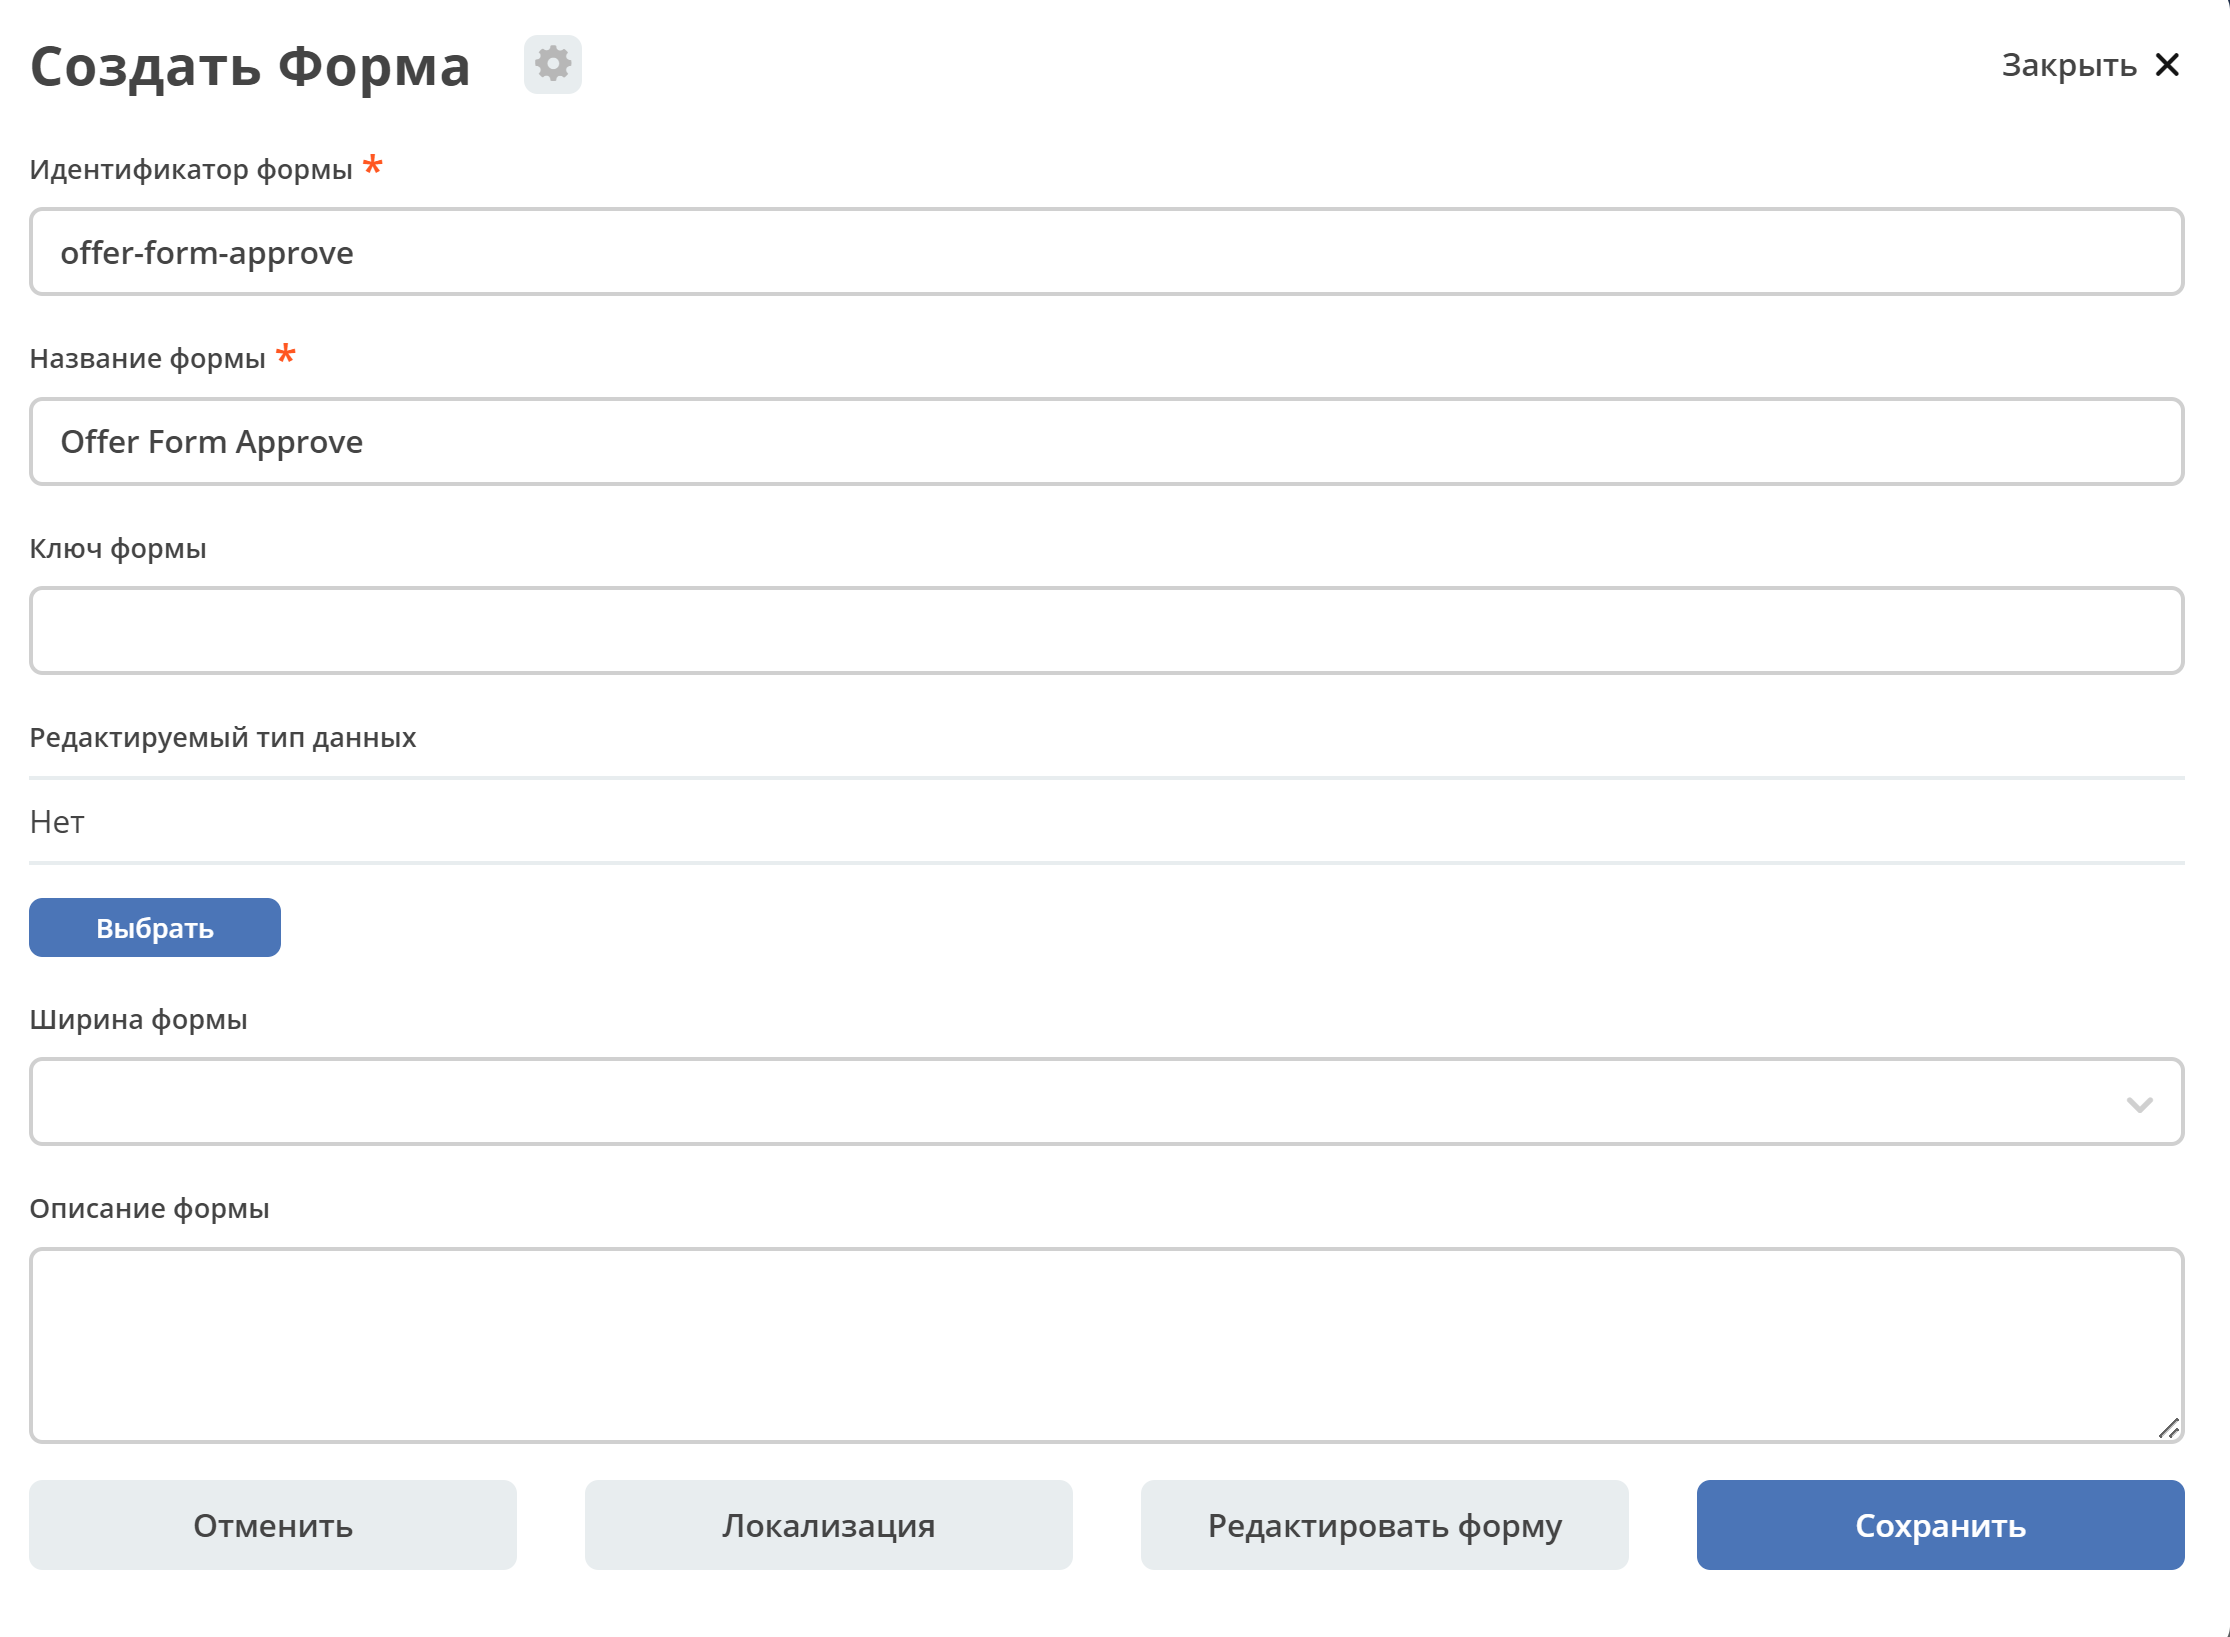 Создать Форма
Закрыть
Идентификатор формы *
offer-form-approve
Название формы *
Offer Form Approve
Ключ формы
Редактируемый тип данных
Нет
Выбрать
Ширина формы
Описание формы
Отменить
Локализация
Редактировать форму
Сохранить